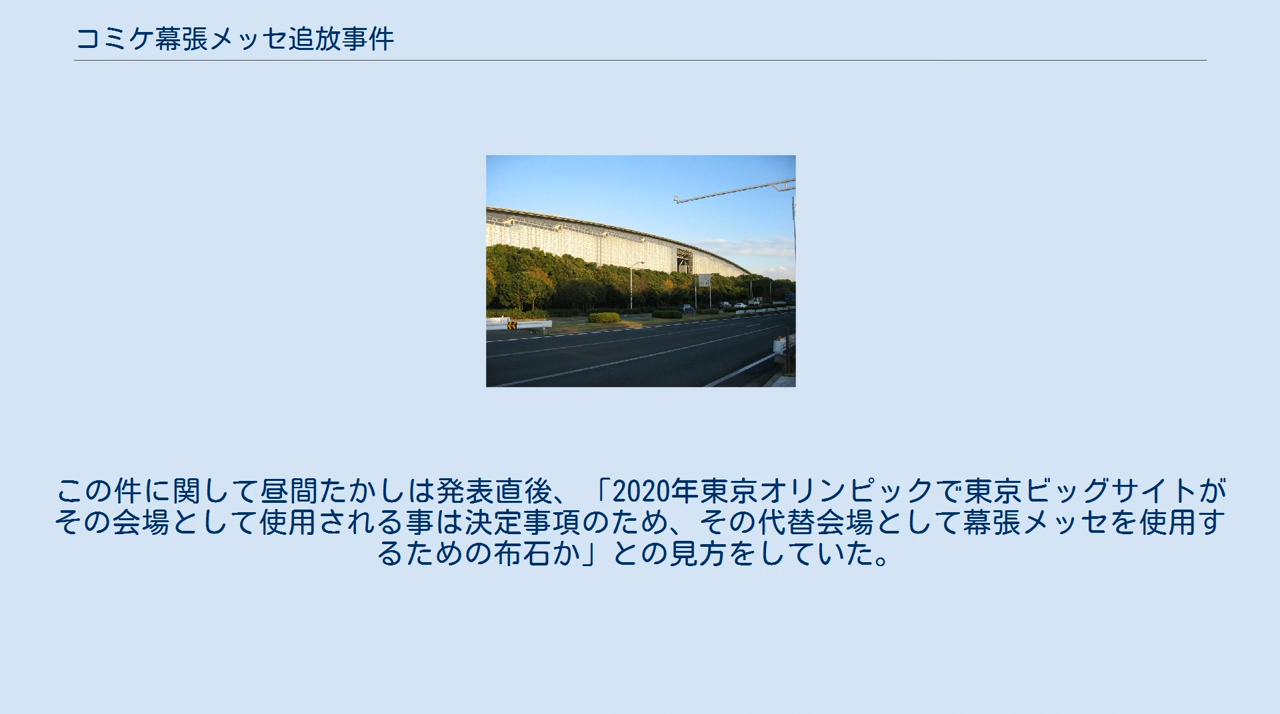 コミケ幕張メッセ追放事件
この件に関して昼間たかしは発表直後、「2020年東京オリンピックで東京ビッグサイトが
その会場として使用される事は決定事項のため、その代替会場として幕張メッセを使用す
るための布石か」との見方をしていた。